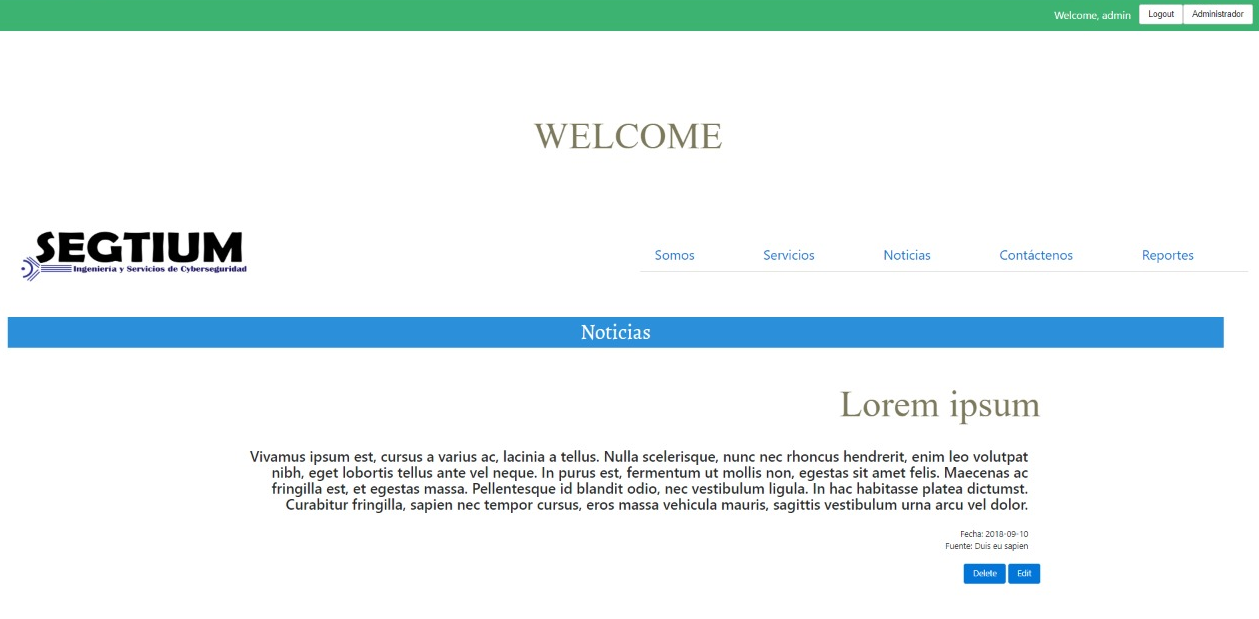 Welcome, admin Logout Administrador
WELCOME
SEGTIUM
Ingeniería y Servicios de Cyberseguridad
Somos Servicios Noticias Contáctenos Reportes
Noticias
Lorem ipsum
Vivamus ipsum est, cursus a varius ac, lacinia a tellus. Nulla scelerisque, nunc nec rhoncus hendrerit, enim leo volutpat
nibh, eget lobortis tellus ante vel neque. In purus est, fermentum ut mollis non, egestas sit amet felis. Maecenas ac
fringilla est, et egestas massa. Pellentesque id blandit odio, nec vestibulum ligula. In hac habitasse platea dictumst.
Curabitur fringilla, sapien nec tempor cursus, eros massa vehicula mauris, sagittis vestibulum urna arcu vel dolor.
Fecha: 2018-09-10
Fuente: Duis eu sapien
Delete Edit